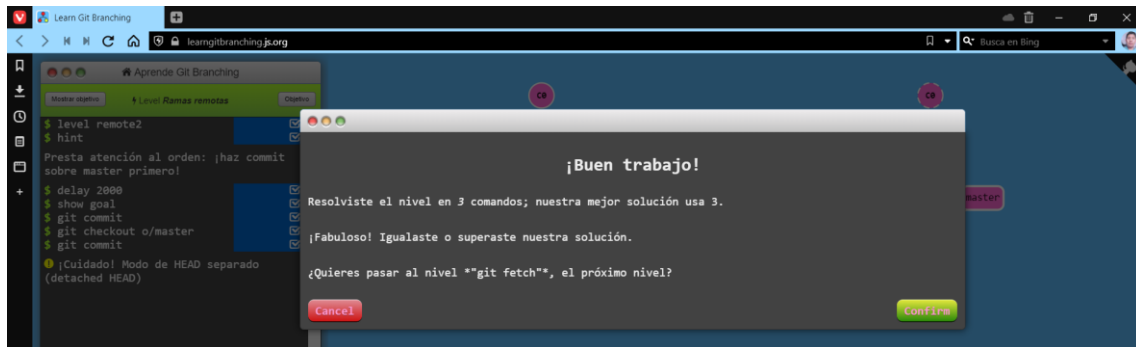 Learn Git Branching
learngitbranching.js.org
Busca en Bing
Aprende Git Branching
Mostrar objetivo
Level Ramas remotas
Objetivo
$ level remote2
$ hint
Presta atención al orden: ¡haz commit
sobre master primero!
$ delay 2000
$ show goal
$ git commit
$ git checkout o/master
$ git commit
¡Cuidado! Modo de HEAD separado
(detached HEAD)
ce
ce
master
¡Buen trabajo!
Resolviste el nivel en 3 comandos; nuestra mejor solución usa 3.
¡Fabuloso! Igualaste o superaste nuestra solución.
¿Quieres pasar al nivel *"git fetch"*, el próximo nivel?
Cancel
Confirm